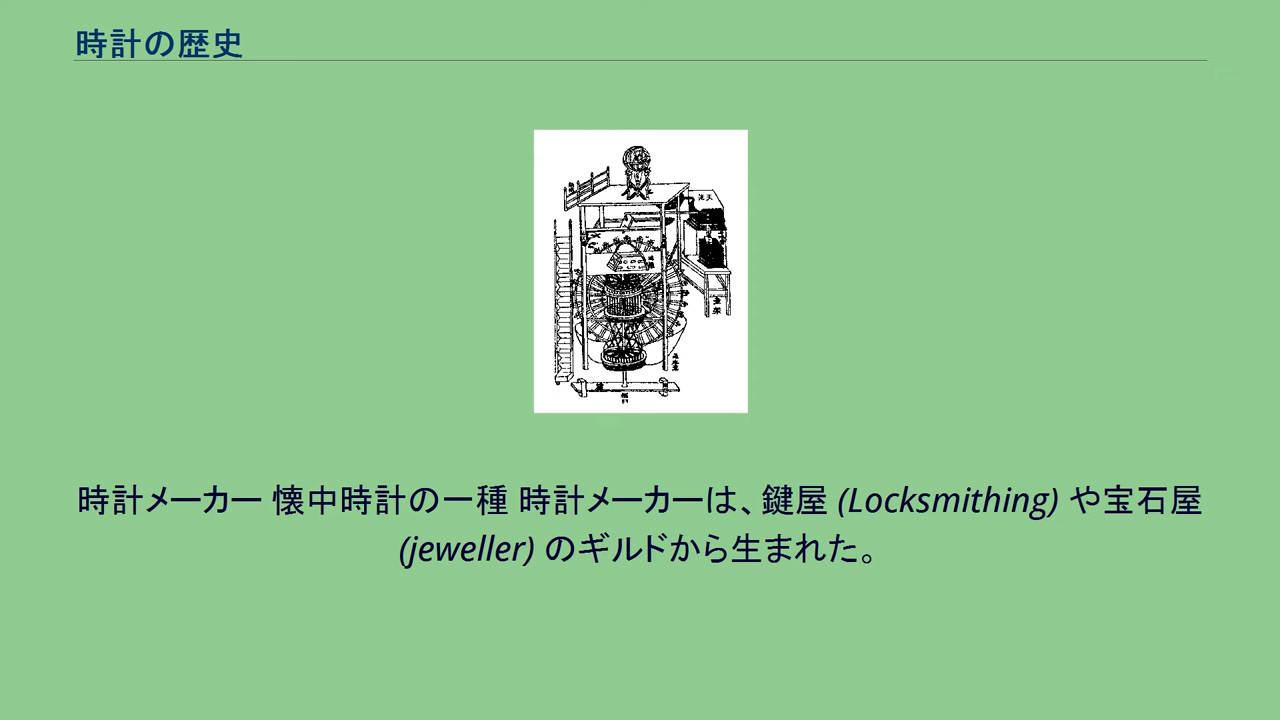 時計の歴史
天池
時計メーカー 懐中時計の一種 時計メーカーは、鍵屋 (Locksmithing) や宝石屋
(jeweller) のギルドから生まれた。